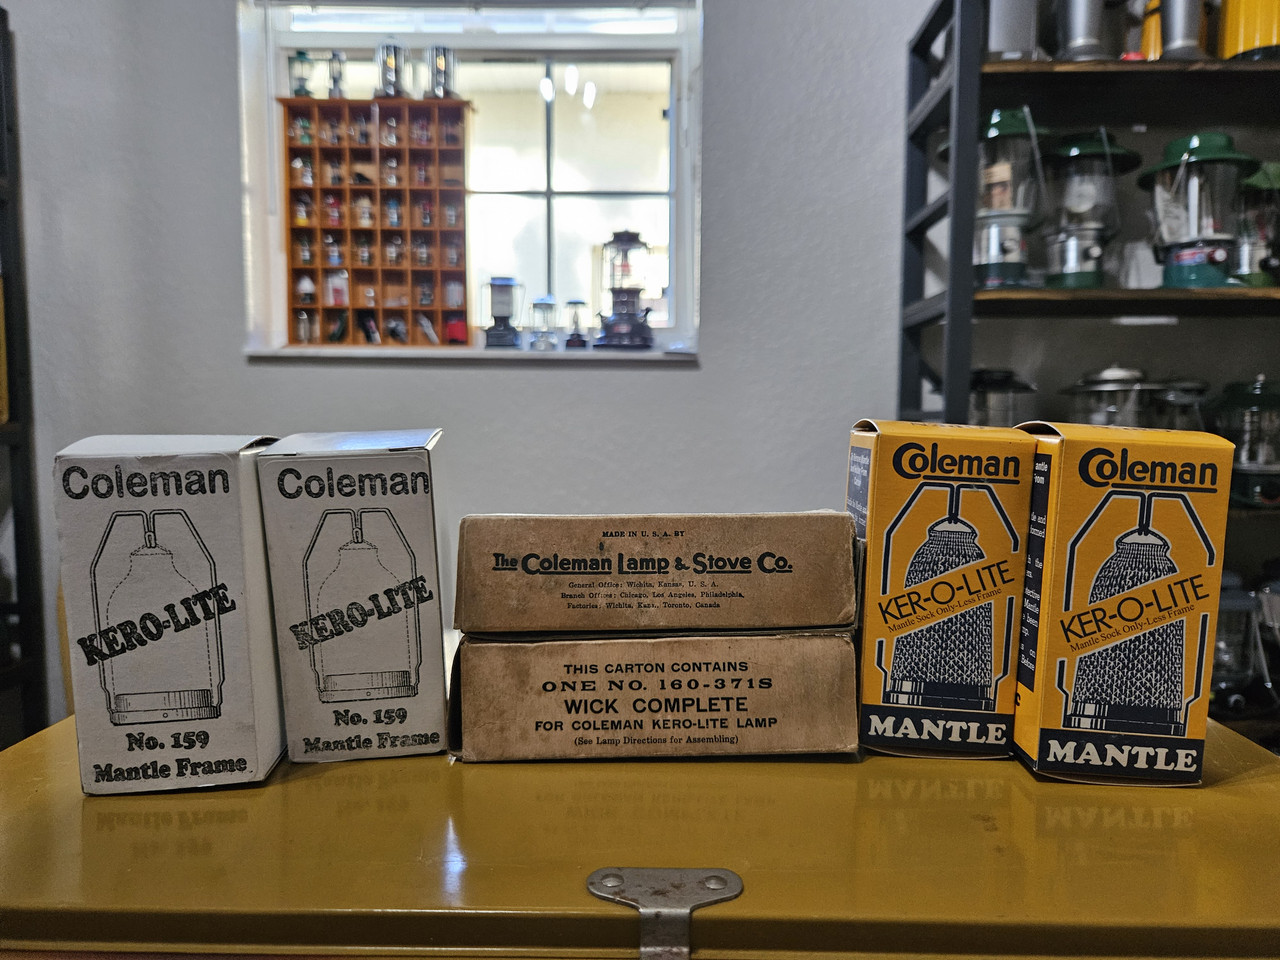 Coleman
KERO-LITE
No. 159
Mantle Frame
Coleman
KERO-LITE
No. 159
Mantle Frame
MADE IN U. S. A. BY
The Coleman Lamp & Stove Co.
General Office: Wichita, Kansas, U. S. A.
Branch Offices: Chicago, Los Angeles, Philadelphia,
Factories: Wichita, Kans., Toronto, Canada
THIS CARTON CONTAINS
ONE NO. 160-371S
WICK COMPLETE
FOR COLEMAN KERO-LITE LAMP
(See Lamp Directions for Assembling)
Coleman
KER-O-LITE
Mantle Sock Only-Less Frame
MANTLE
Coleman
KER-O-LITE
Mantle Sock Only-Less Frame
MANTLE